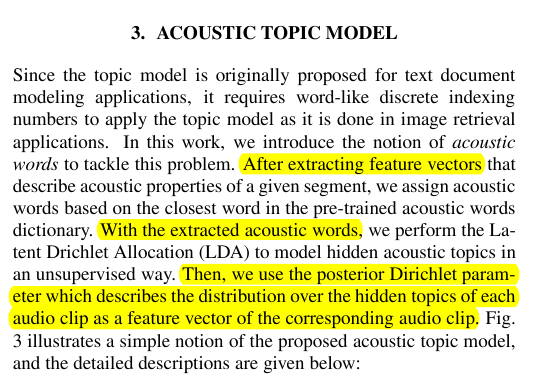 3. ACOUSTIC TOPIC MODEL
Since the topic model is originally proposed for text document
modeling applications, it requires word-like discrete indexing
numbers to apply the topic model as it is done in image retrieval
applications. In this work, we introduce the notion of acoustic
words to tackle this problem. After extracting feature vectors that
describe acoustic properties of a given segment, we assign acoustic
words based on the closest word in the pre-trained acoustic words
dictionary. With the extracted acoustic words, we perform the La-
tent Drichlet Allocation (LDA) to model hidden acoustic topics in
an unsupervised way. Then, we use the posterior Dirichlet param-
eter which describes the distribution over the hidden topics of each
audio clip as a feature vector of the corresponding audio clip. Fig.
3 illustrates a simple notion of the proposed acoustic topic model,
and the detailed descriptions are given below: